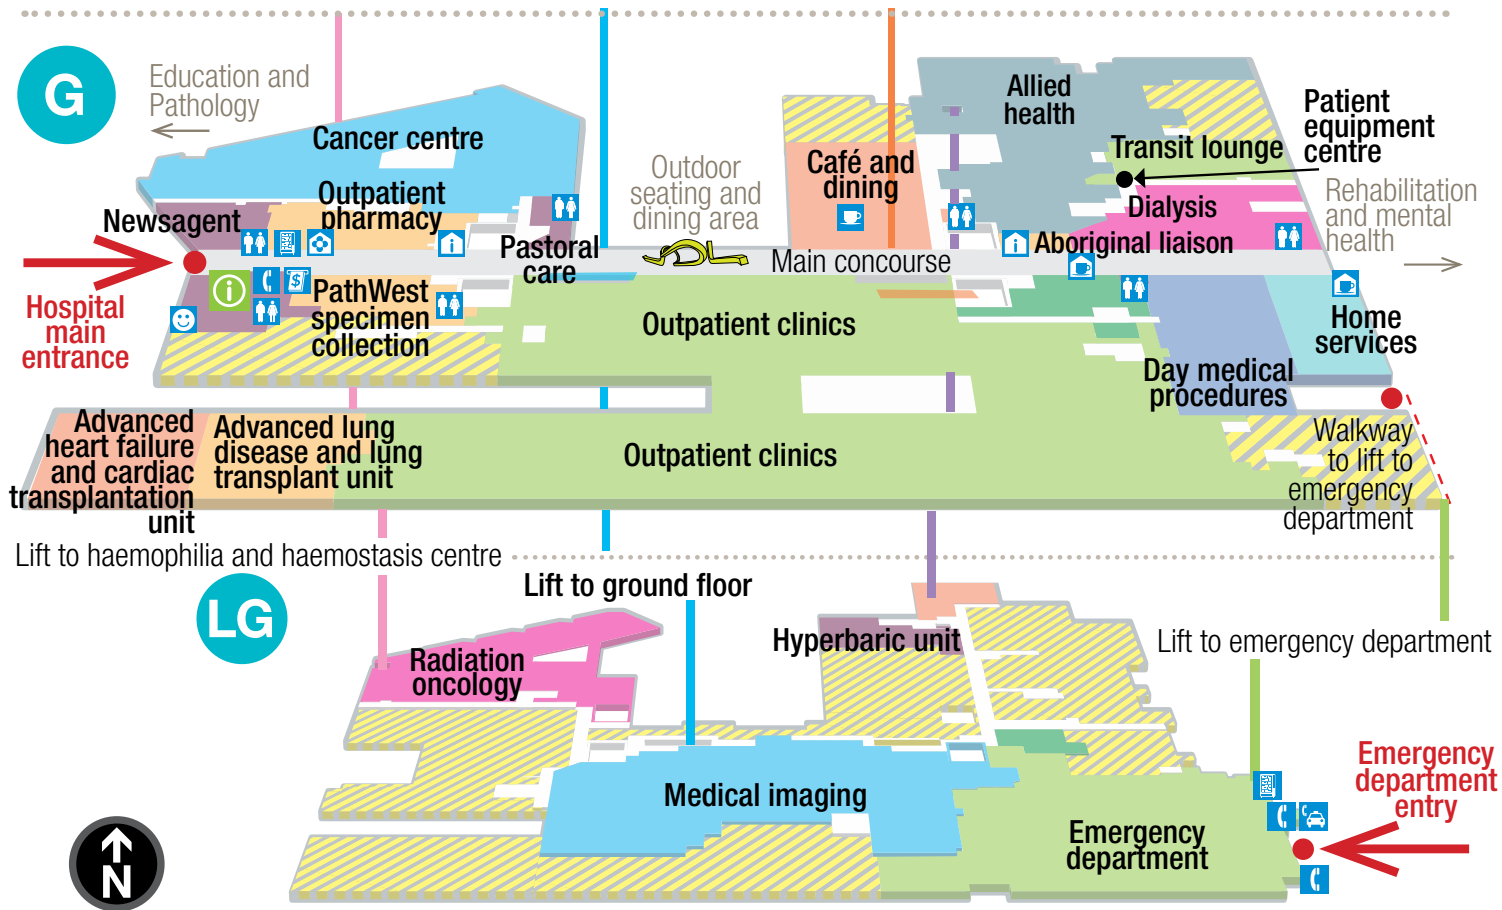 G
Education and
Pathology
Cancer centre
Outpatient
pharmacy
Newsagent
Pastoral
care
Outdoor
seating and
dining area
Café and
dining
Allied
health
Transit lounge
Patient
equipment
centre
Dialysis
Aboriginal liaison
Rehabilitation
and mental
health
Main concourse
Hospital
main
entrance
PathWest
specimen
collection
Outpatient clinics
Home
services
Day medical
procedures
Advanced
heart failure
and cardiac
transplantation
unit
Advanced lung
disease and lung
transplant unit
Outpatient clinics
Walkway
to lift to
emergency
department
Lift to haemophilia and haemostasis centre
LG
Lift to ground floor
Radiation
oncology
Hyperbaric unit
Lift to emergency department
Medical imaging
Emergency
department
Emergency
department
entry
N